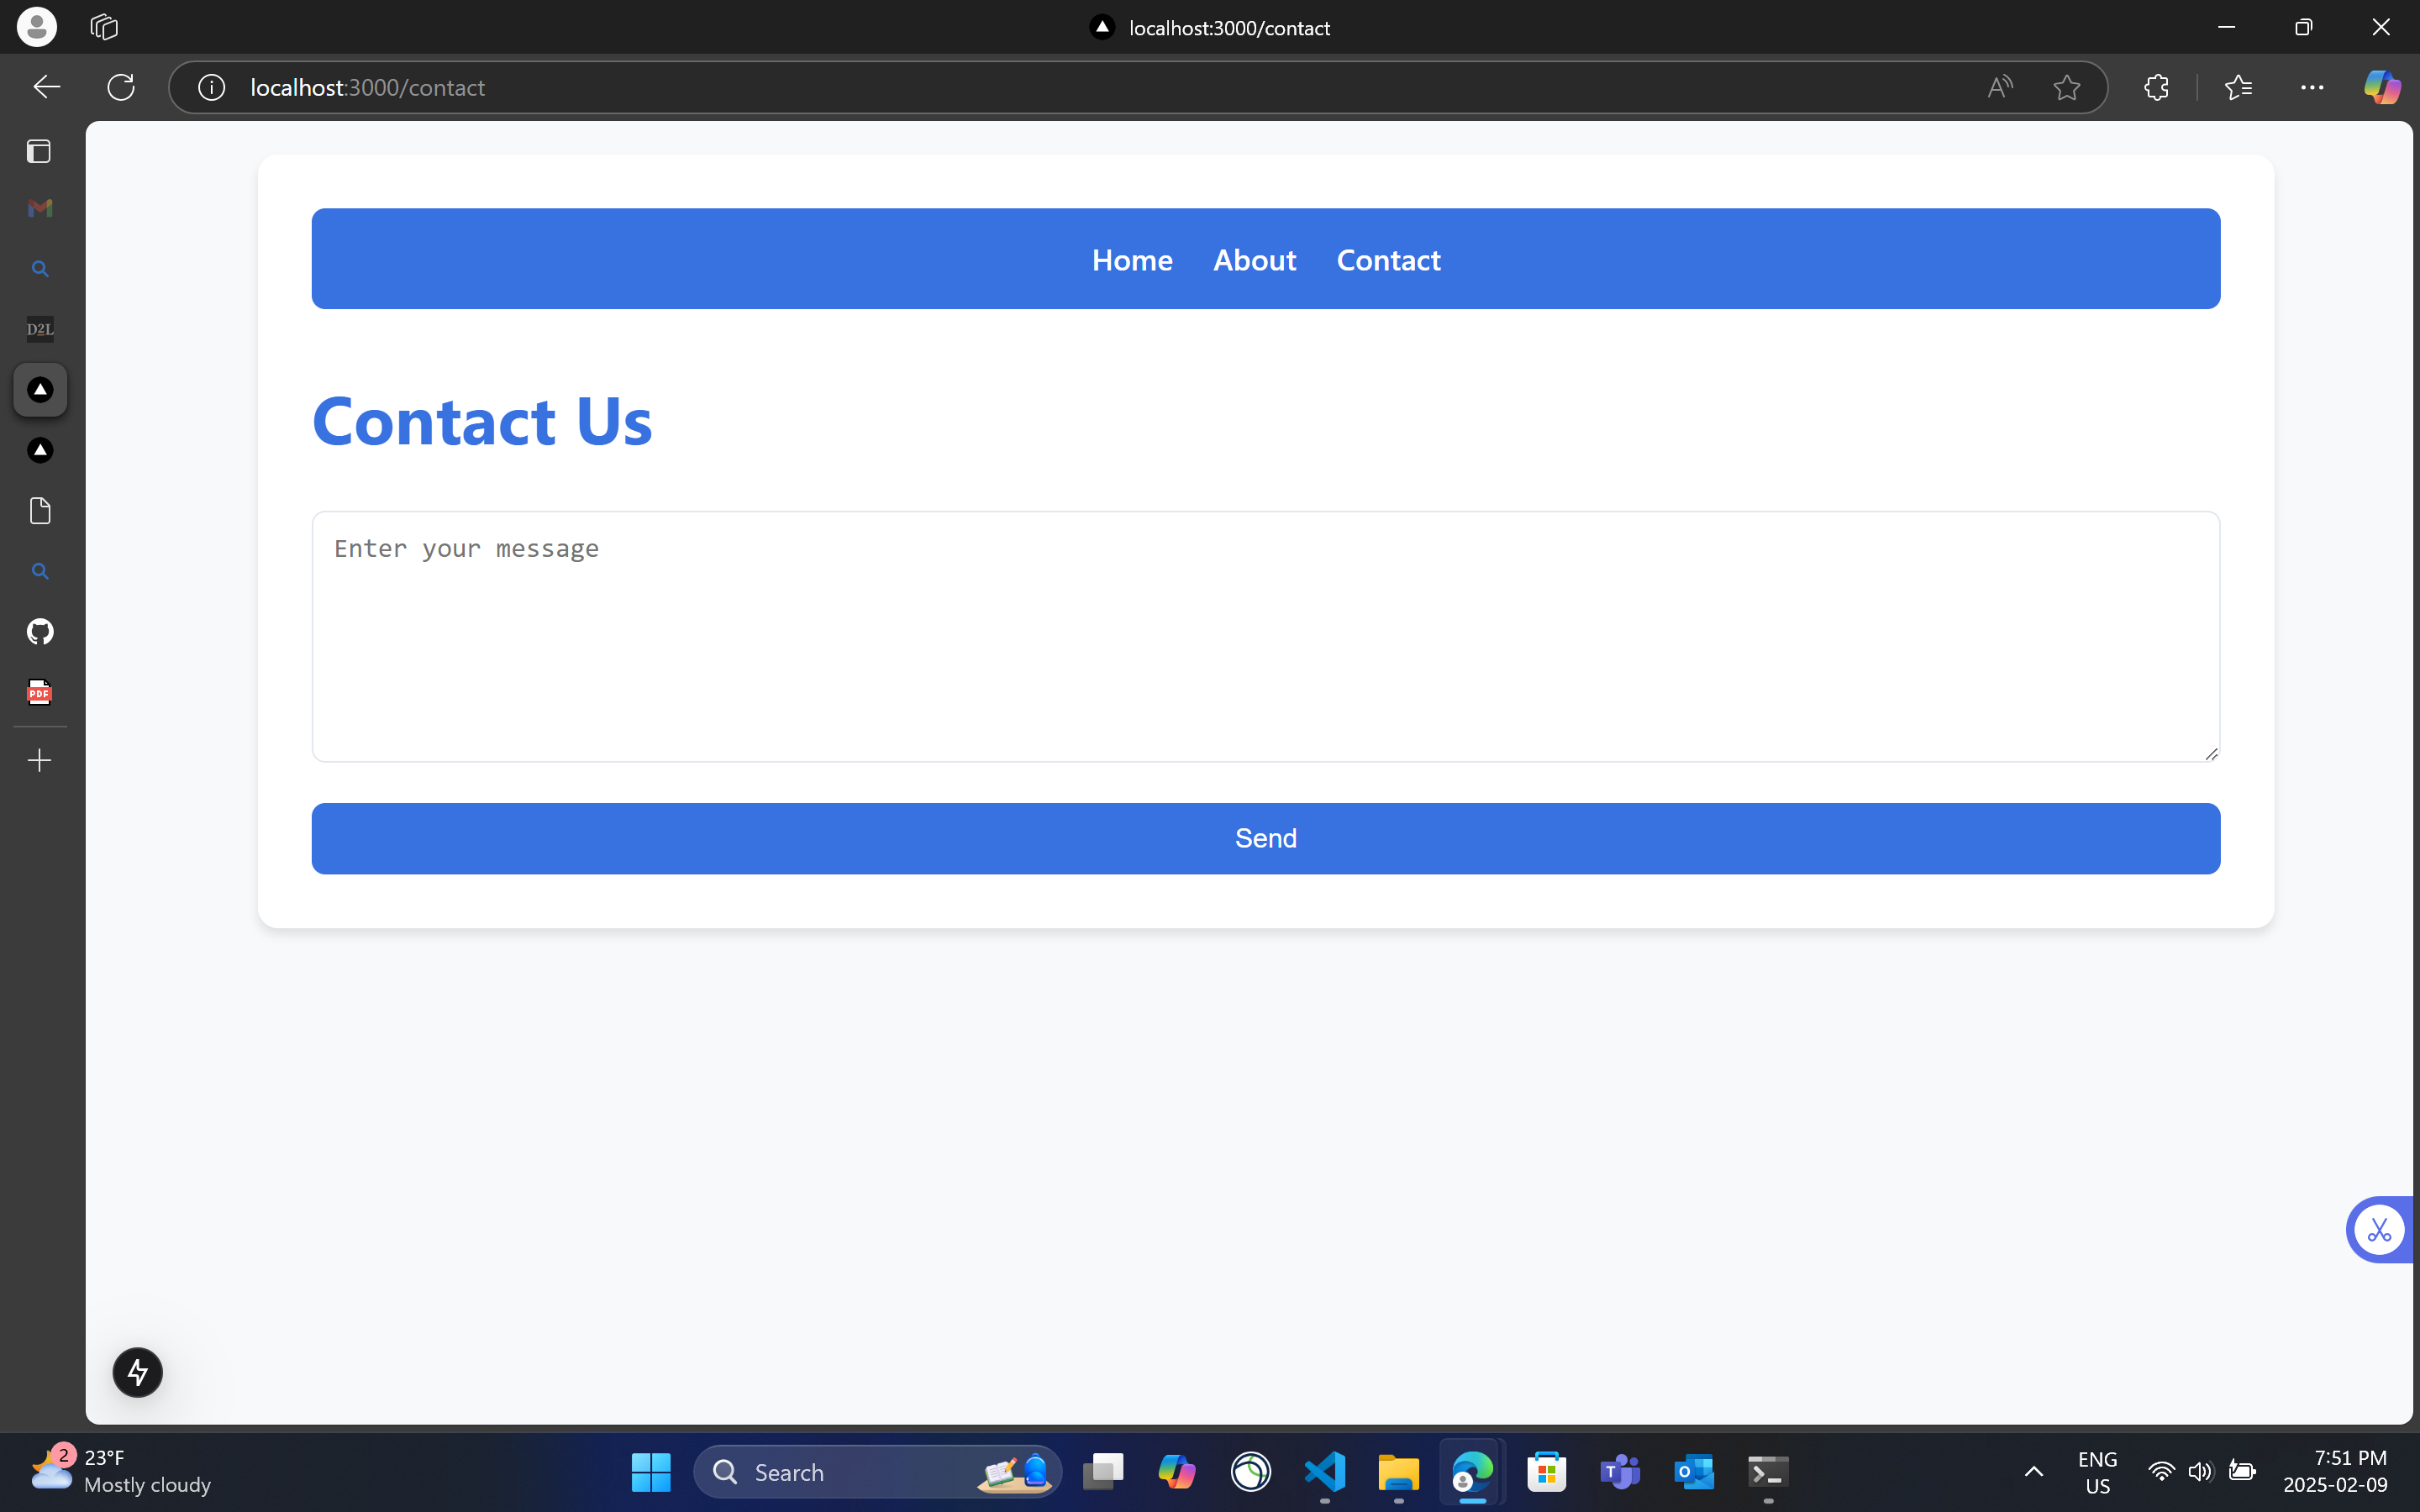 localhost:3000/contact
localhost:3000/contact
D2L
Home About Contact
Contact Us
Enter your message
PDF
Send
2
23°F
Mostly cloudy
Search
ENG
US
7:51 PM
2025-02-09